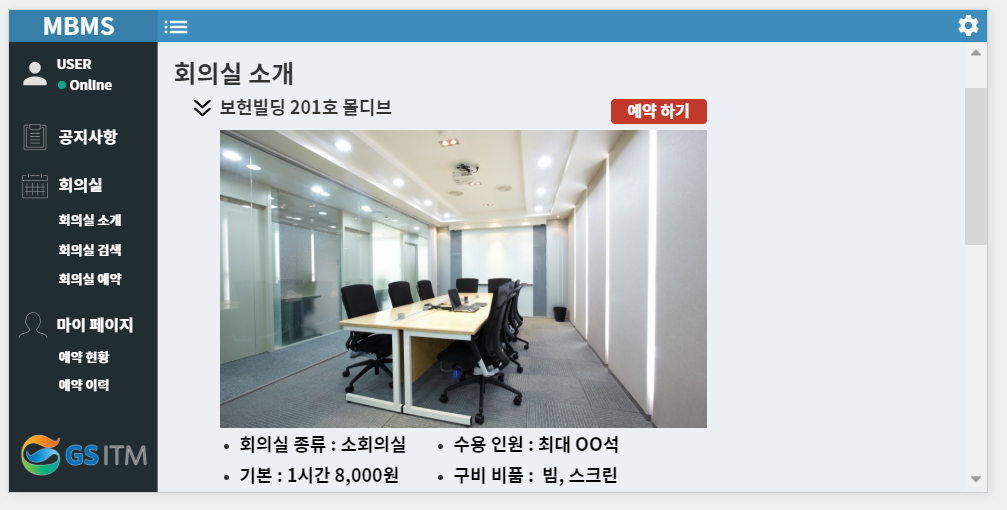 MBMS
USER
Online
공지사항
회의실
회의실 소개
회의실 검색
회의실 예약
마이 페이지
예약 현황
예약 이력
GS ITM
회의실 소개
보헌빌딩 201호 몰디브
예약 하기
• 회의실 종류 : 소회의실
• 수용 인원 : 최대 OO석
• 기본 : 1시간 8,000원
• 구비 비품 : 빔, 스크린